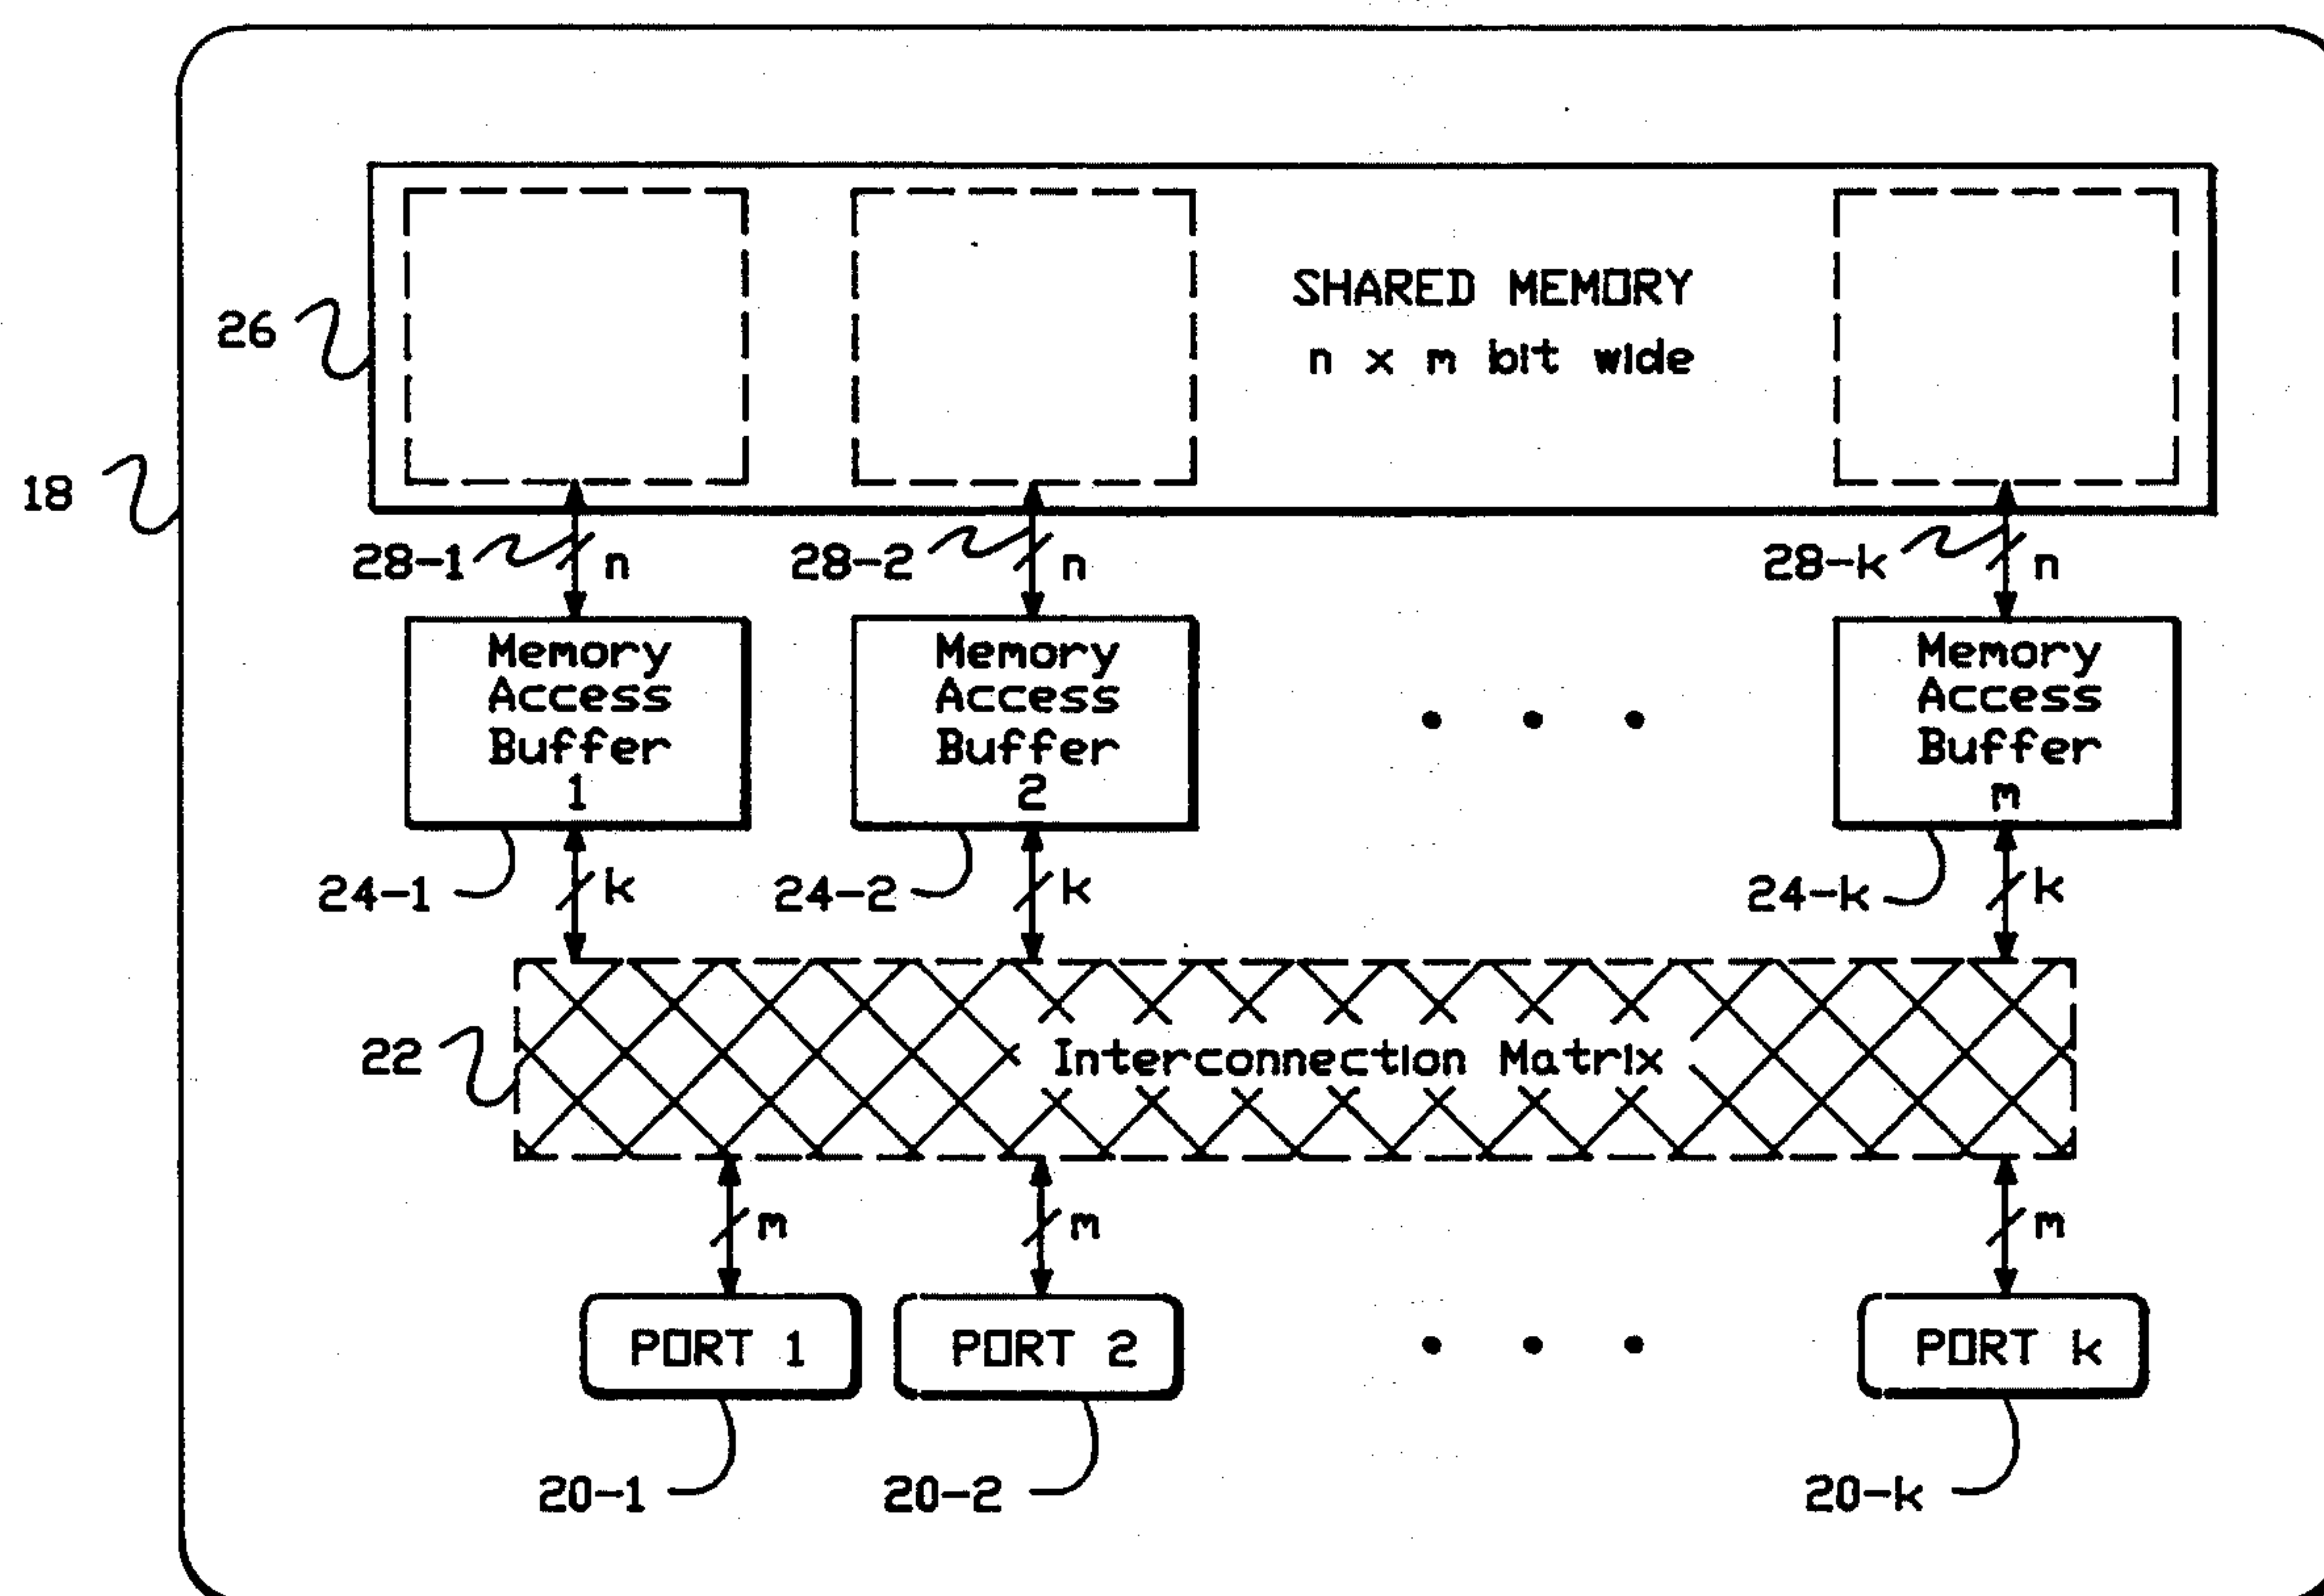 SHARED MEMORY
n x m bit wide
26
18
28-1
n
28-2
n
28-k
n
Memory
Access
Buffer
1
Memory
Access
Buffer
2
Memory
Access
Buffer
m
24-1
k
24-2
k
24-k
k
22
Interconnection Matrix
m
m
m
PORT 1
PORT 2
PORT k
20-1
20-2
20-k